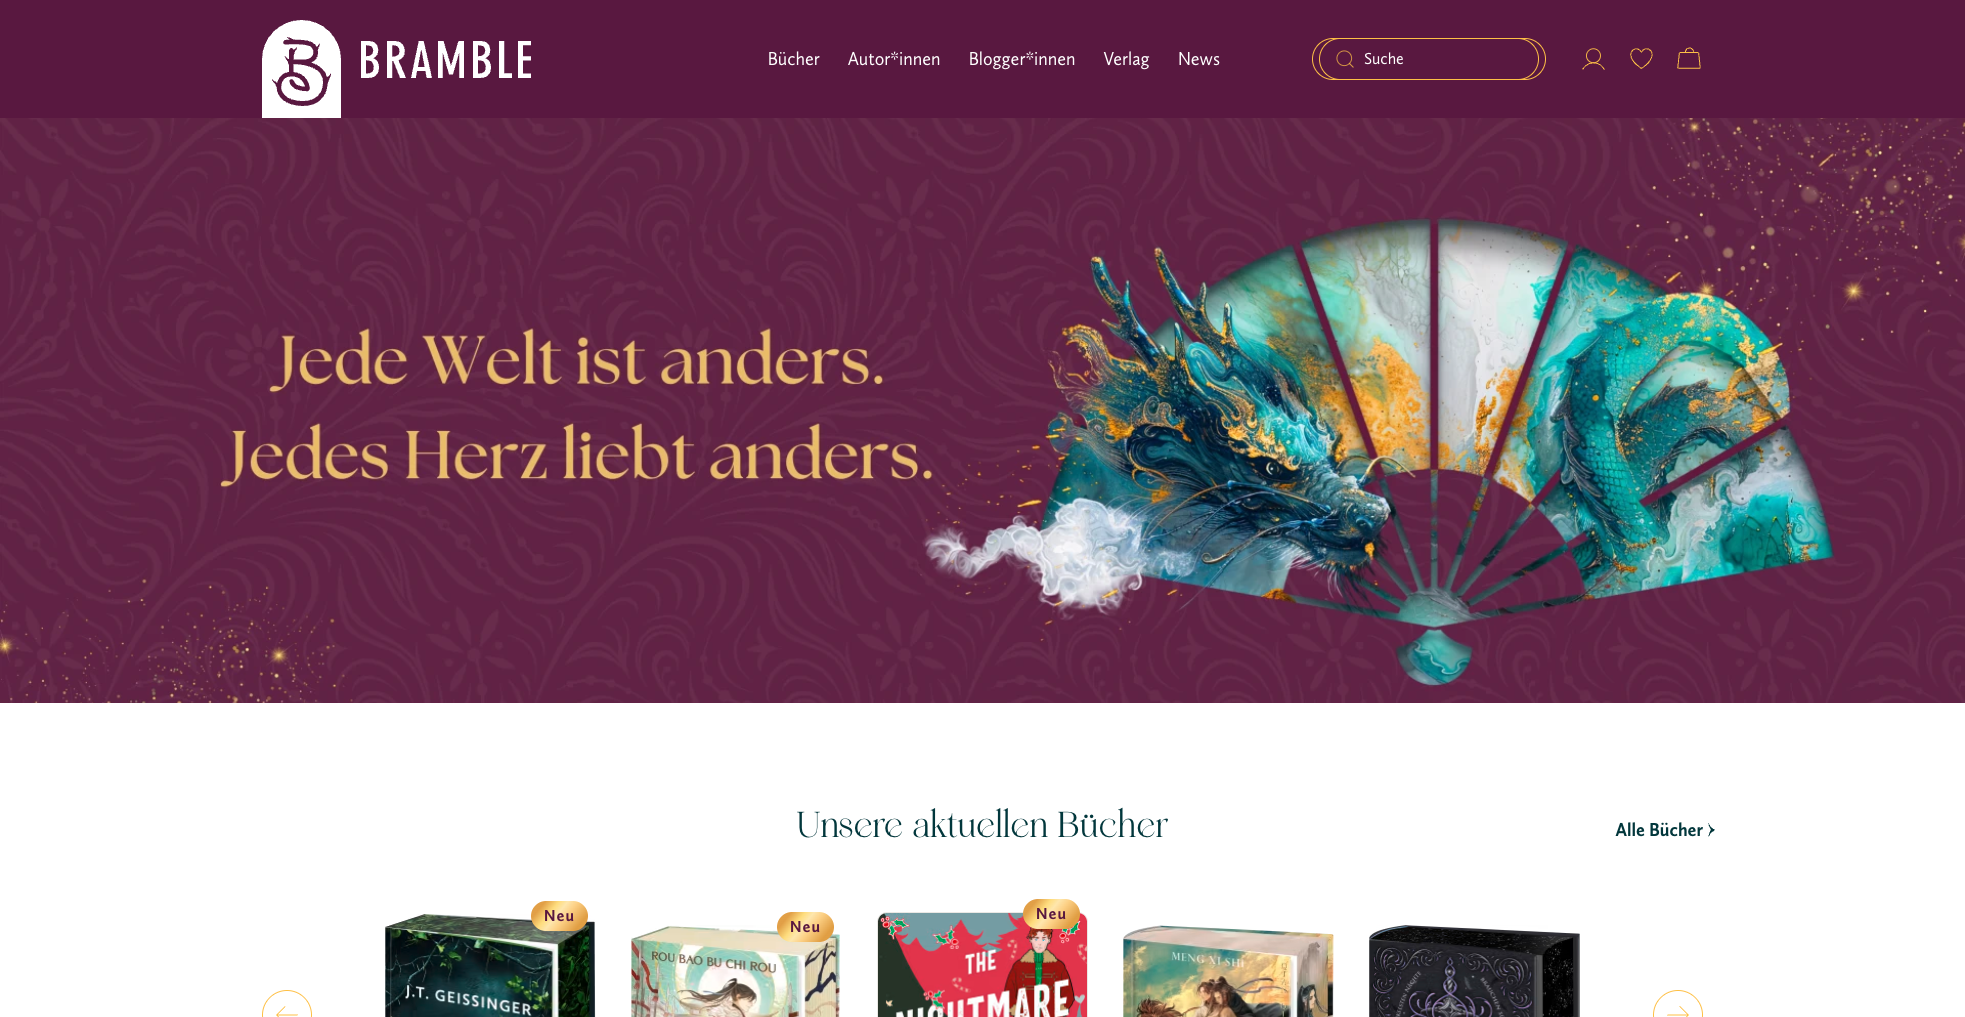 BRAMBLE
Bücher Autor*innen Blogger*innen Verlag News
Suche
Jede Welt ist anders.
Jedes Herz liebt anders.
Unsere aktuellen Bücher
Alle Bücher
Neu
Neu
Neu
J.T. GEISSINGER
ROU BAO BU CHI ROU
THE
NIGHTMARE
MENG XI SHI